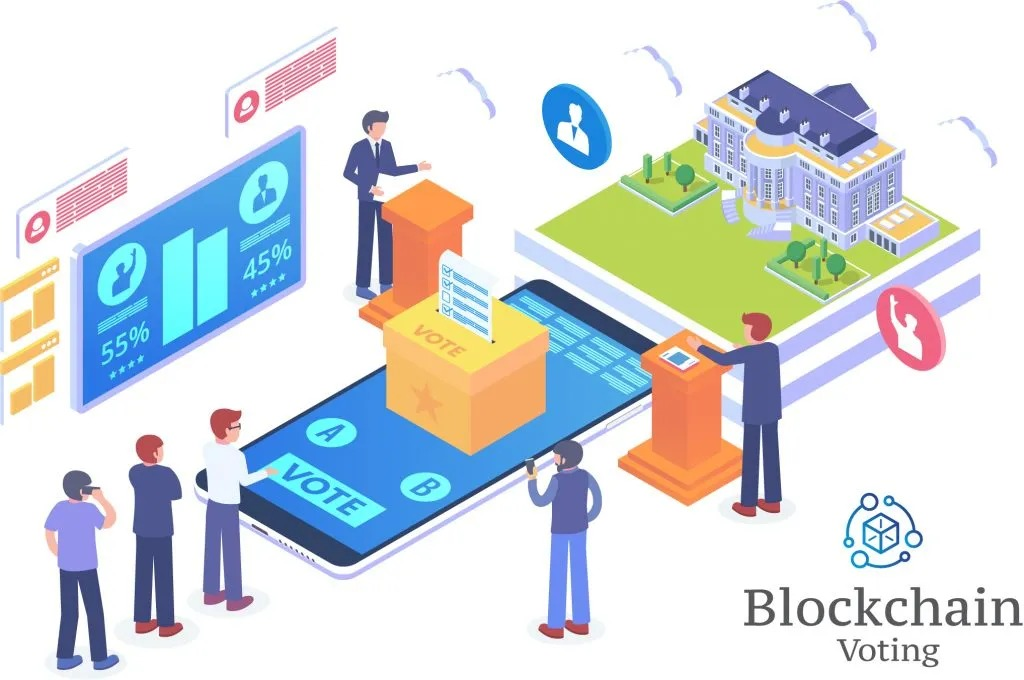 45%
55%
VOTE
A
B
VOTE
Blockchain
Voting